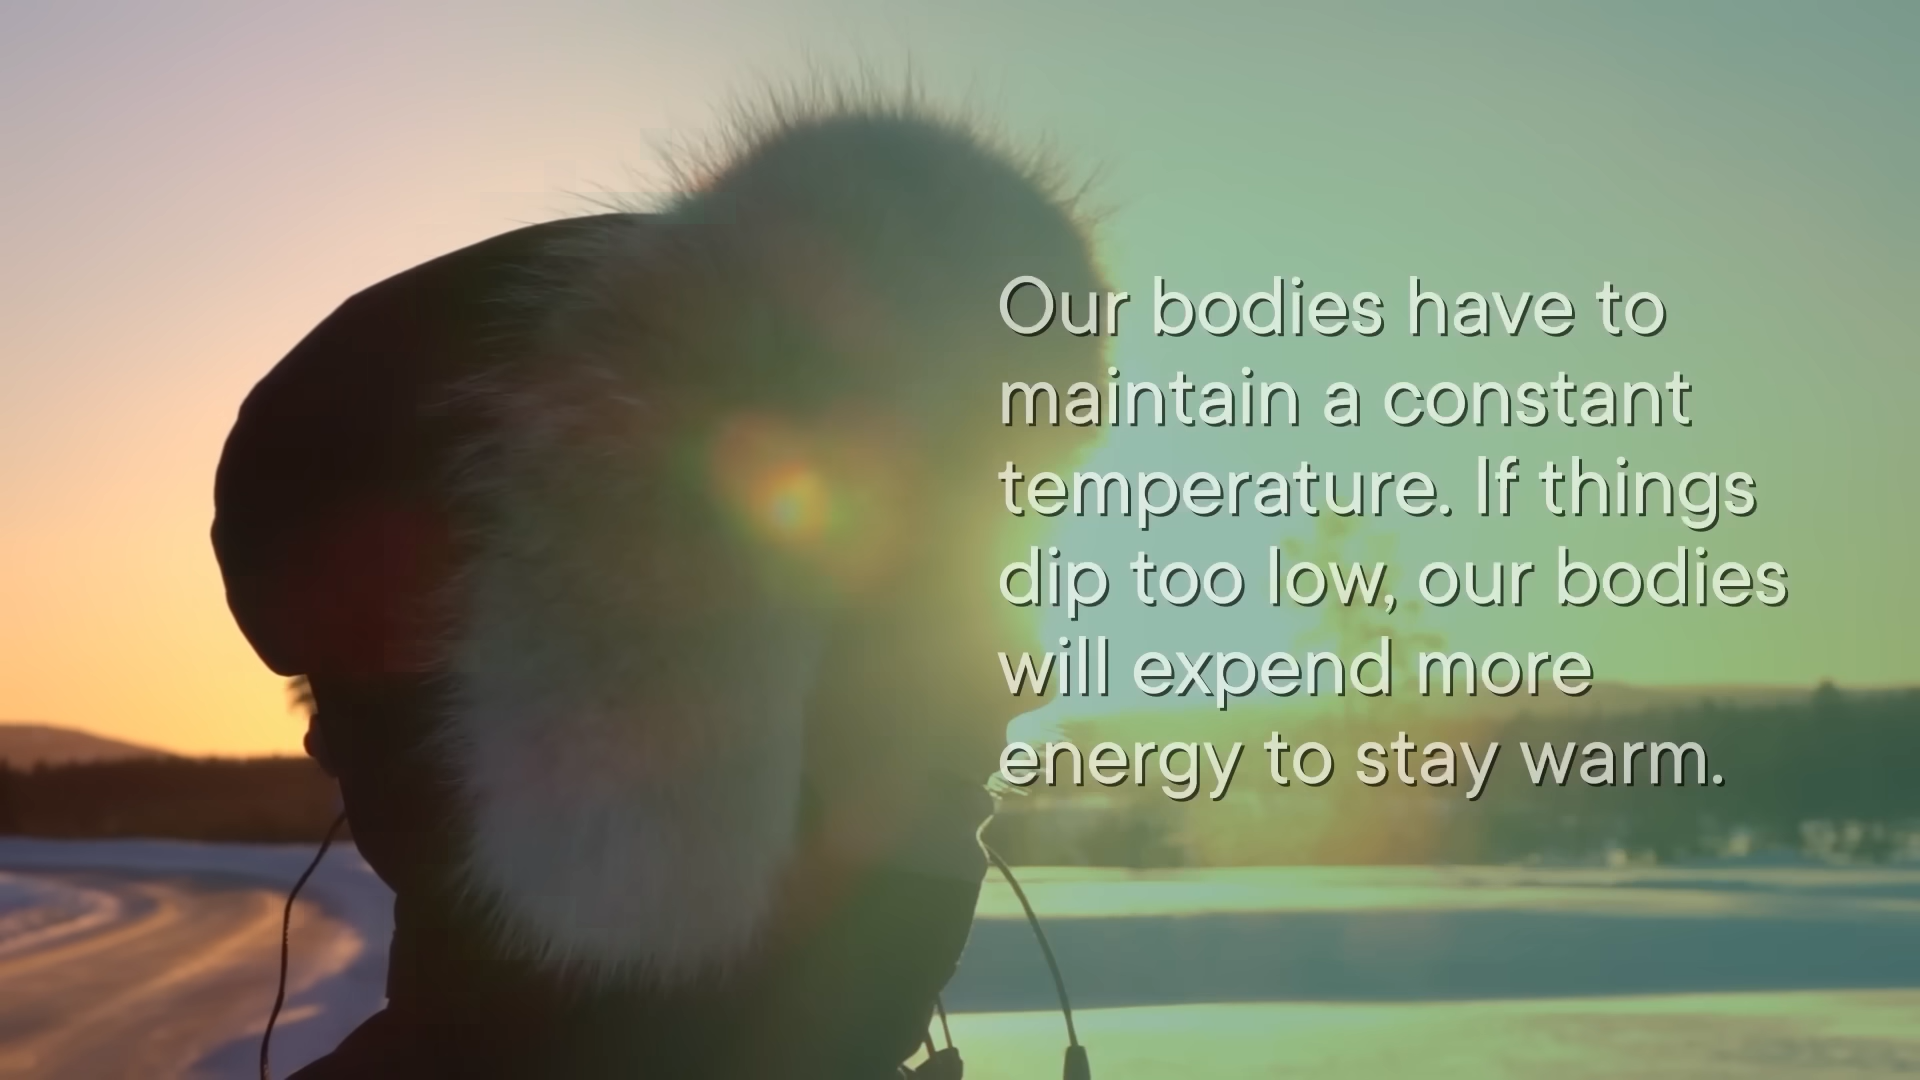 Our bodies have to
maintain a constant
temperature. If things
dip too low, our bodies
will expend more
energy to stay warm.